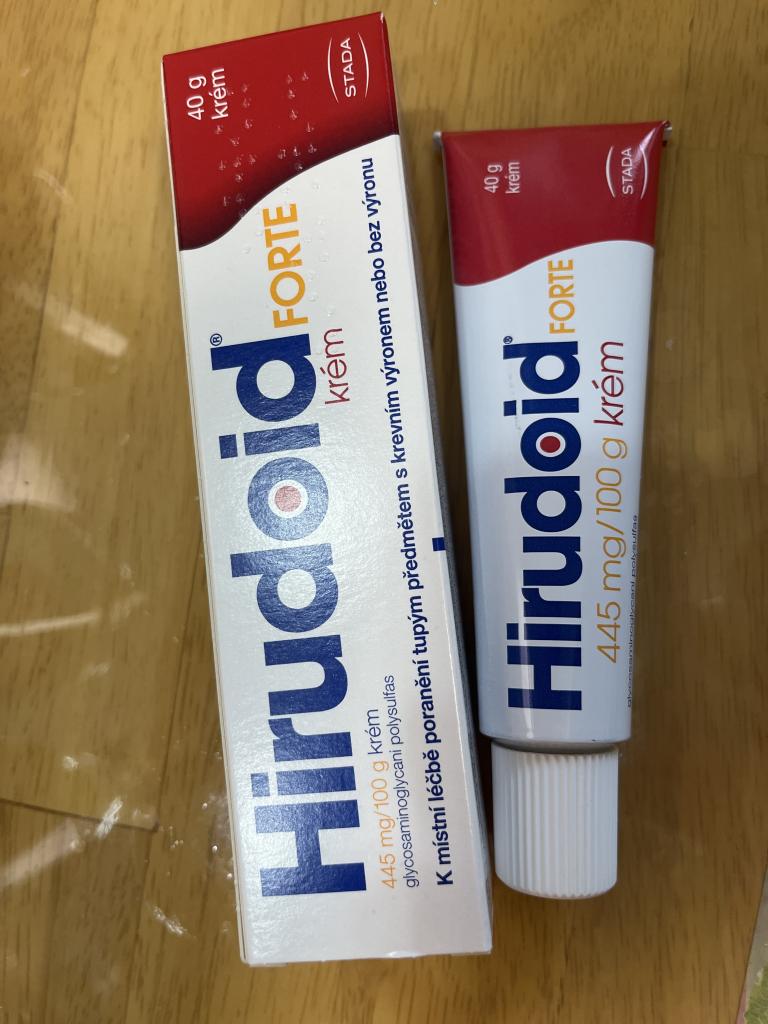 40 g
krém
STADA
Hirudoid®
FORTE
krém
445 mg/100 g krém
glycosaminoglycani polysulfas
K místní léčbě poranění tupým předmětem s krevním výronem nebo bez výronu
40 g
krém
STADA
Hirudoid®
FORTE
445 mg/100 g krém
glycosaminoglycani polysulfas